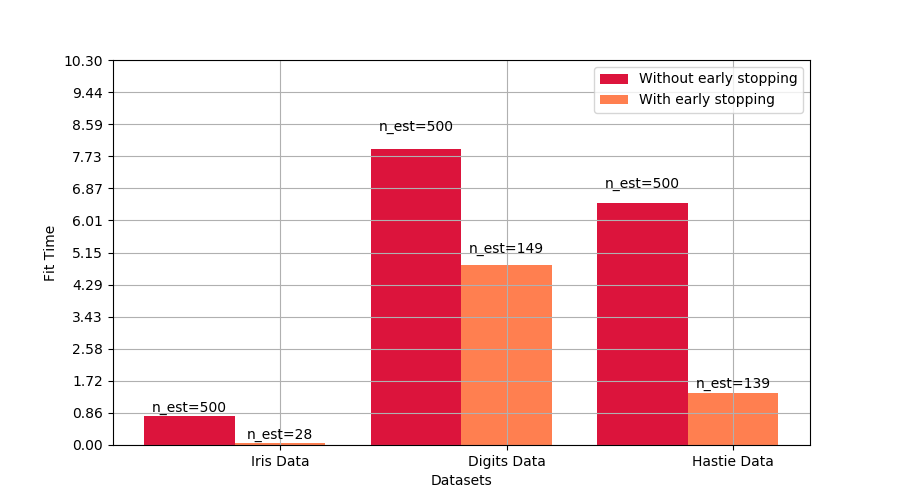 10.30
9.44
8.59
7.73
6.87
6.01
5.15
4.29
3.43
2.58
1.72
0.86
0.00
Fit Time
Without early stopping
With early stopping
n_est=500
n_est=28
n_est=500
n_est=149
n_est=500
n_est=139
Iris Data
Digits Data
Hastie Data
Datasets